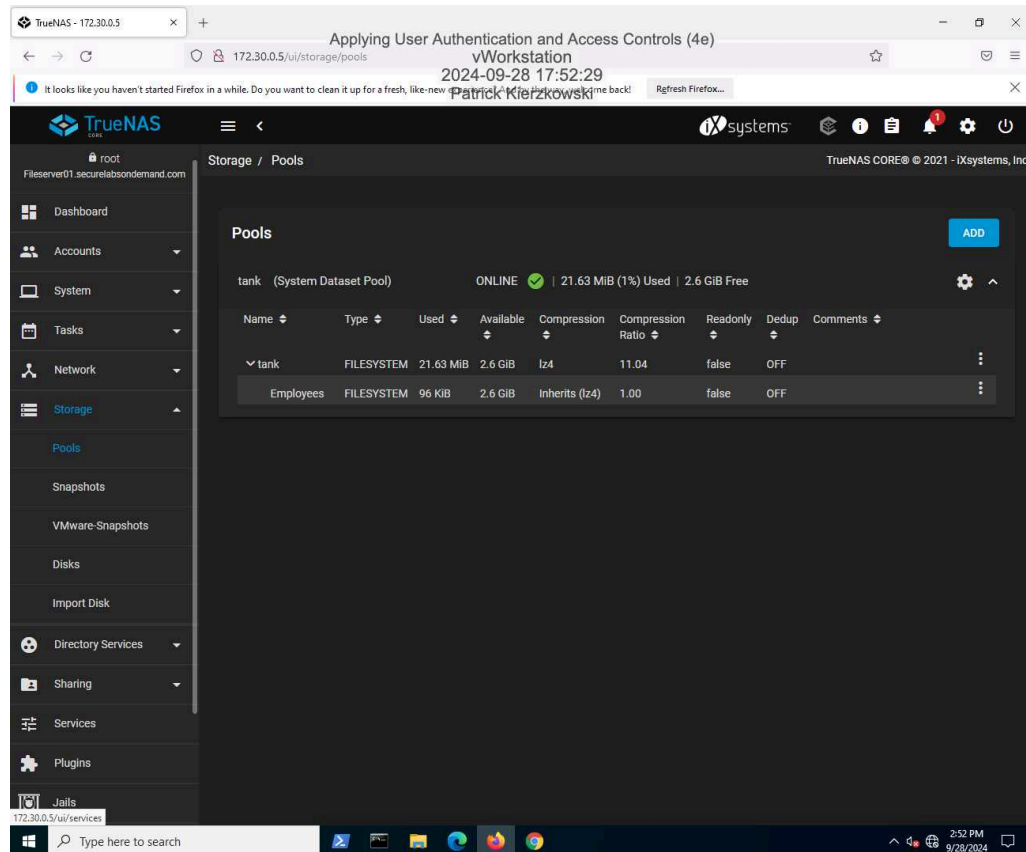 TrueNAS - 172.30.0.5
Applying User Authentication and Access Controls (4e)
172.30.0.5/ui/storage/pools
vWorkstation
2024-09-28 17:52:29
It looks like you haven't started Firefox in a while. Do you want to clean it up for a fresh, like-new
Patrick Kierzkowski
back!
Refresh Firefox...
TrueNAS
CORE
iXsystems
1
root
Fileserver01.securelabsondemand.com
Storage / Pools
TrueNAS CORE® © 2021 - iXsystems, Inc
Dashboard
Accounts
System
Tasks
Network
Storage
Pools
Snapshots
VMware-Snapshots
Disks
Import Disk
Directory Services
Sharing
Services
Plugins
Jails
172.30.0.5/ui/services
Pools
ADD
tank (System Dataset Pool) ONLINE | 21.63 MiB (1%) Used | 2.6 GiB Free
Name Type Used Available Compression Compression Ratio Readonly Dedup Comments
tank FILESYSTEM 21.63 MiB 2.6 GiB lz4 11.04 false OFF
Employees FILESYSTEM 96 KiB 2.6 GiB Inherits (lz4) 1.00 false OFF
Type here to search
2:52 PM
9/28/2024